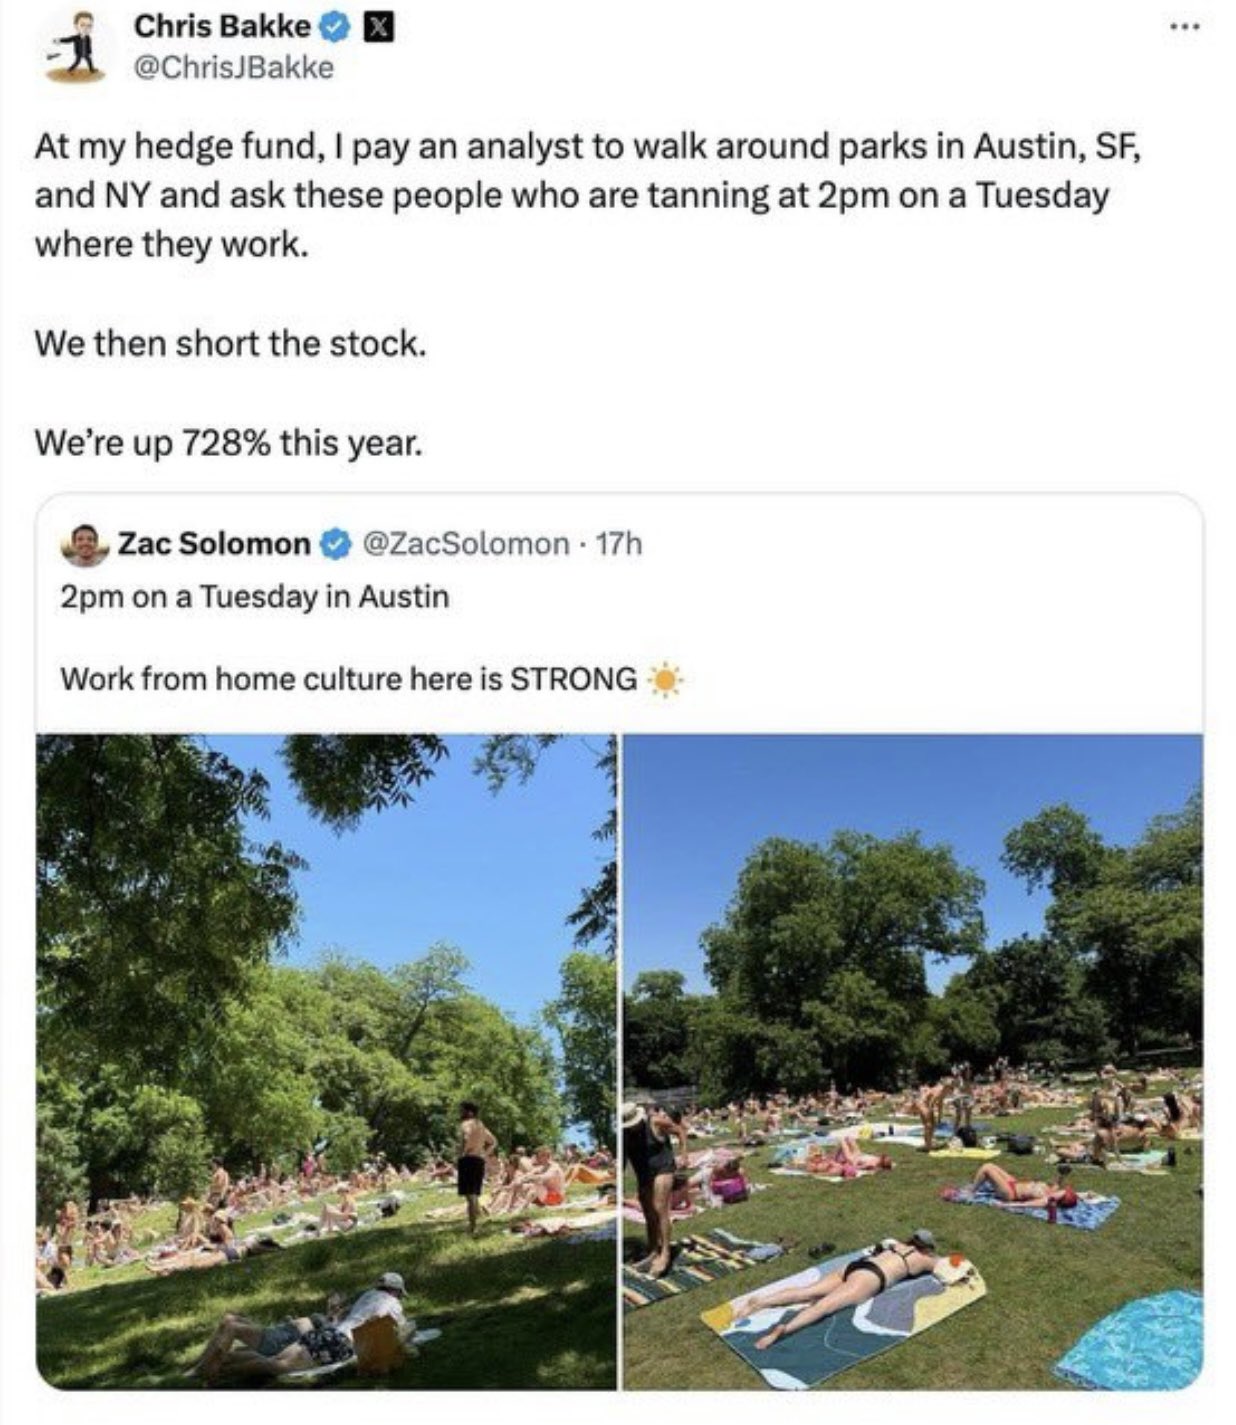 Chris Bakke
@ChrisJBakke
At my hedge fund, I pay an analyst to walk around parks in Austin, SF,
and NY and ask these people who are tanning at 2pm on a Tuesday
where they work.
We then short the stock.
We’re up 728% this year.
Zac Solomon @ZacSolomon · 17h
2pm on a Tuesday in Austin
Work from home culture here is STRONG ☀️